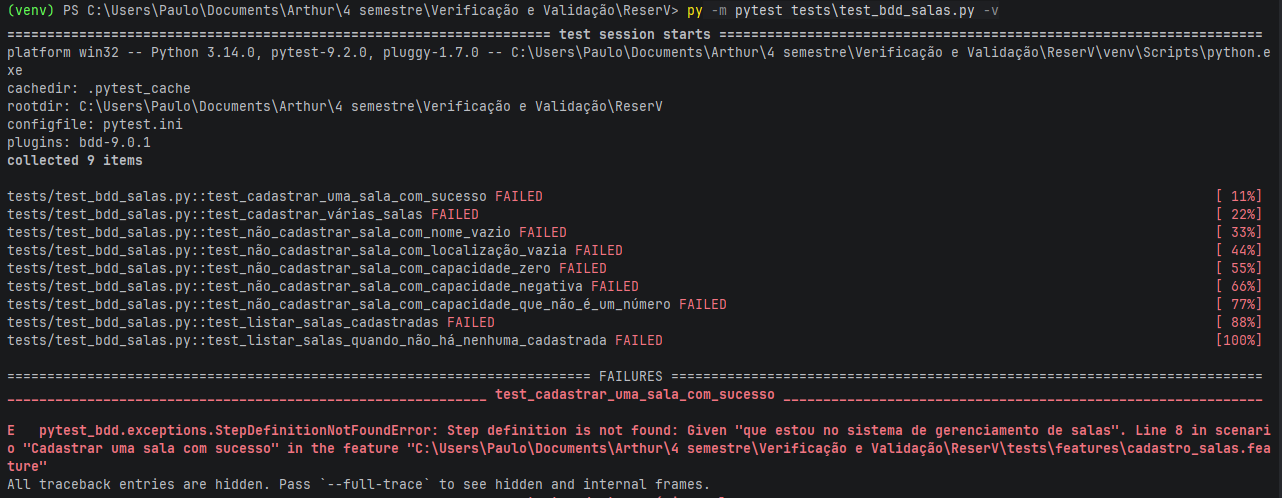 (venv) PS C:\Users\Paulo\Documents\Arthur\4 semestre\Verificação e Validação\ReserV> py -m pytest tests\test_bdd_salas.py -v
==================================================================== test session starts ====================================================================
platform win32 -- Python 3.14.0, pytest-9.2.0, pluggy-1.7.0 -- C:\Users\Paulo\Documents\Arthur\4 semestre\Verificação e Validação\ReserV\venv\Scripts\python.e
xe
cachedir: .pytest_cache
rootdir: C:\Users\Paulo\Documents\Arthur\4 semestre\Verificação e Validação\ReserV
configfile: pytest.ini
plugins: bdd-9.0.1
collected 9 items
tests/test_bdd_salas.py::test_cadastrar_uma_sala_com_sucesso FAILED [ 11%]
tests/test_bdd_salas.py::test_cadastrar_várias_salas FAILED [ 22%]
tests/test_bdd_salas.py::test_não_cadastrar_sala_com_nome_vazio FAILED [ 33%]
tests/test_bdd_salas.py::test_não_cadastrar_sala_com_localização_vazia FAILED [ 44%]
tests/test_bdd_salas.py::test_não_cadastrar_sala_com_capacidade_zero FAILED [ 55%]
tests/test_bdd_salas.py::test_não_cadastrar_sala_com_capacidade_negativa FAILED [ 66%]
tests/test_bdd_salas.py::test_não_cadastrar_sala_com_capacidade_que_não_é_um_número FAILED [ 77%]
tests/test_bdd_salas.py::test_listar_salas_cadastradas FAILED [ 88%]
tests/test_bdd_salas.py::test_listar_salas_quando_não_há_nenhuma_cadastrada FAILED [100%]
========================================================================= FAILURES ==========================================================================
____________________________________________________________ test_cadastrar_uma_sala_com_sucesso ____________________________________________________________
E   pytest_bdd.exceptions.StepDefinitionNotFoundError: Step definition is not found: Given "que estou no sistema de gerenciamento de salas". Line 8 in scenari
o "Cadastrar uma sala com sucesso" in the feature "C:\Users\Paulo\Documents\Arthur\4 semestre\Verificação e Validação\ReserV\tests\features\cadastro_salas.fea
ture"
All traceback entries are hidden. Pass `--full-trace` to see hidden and internal frames.